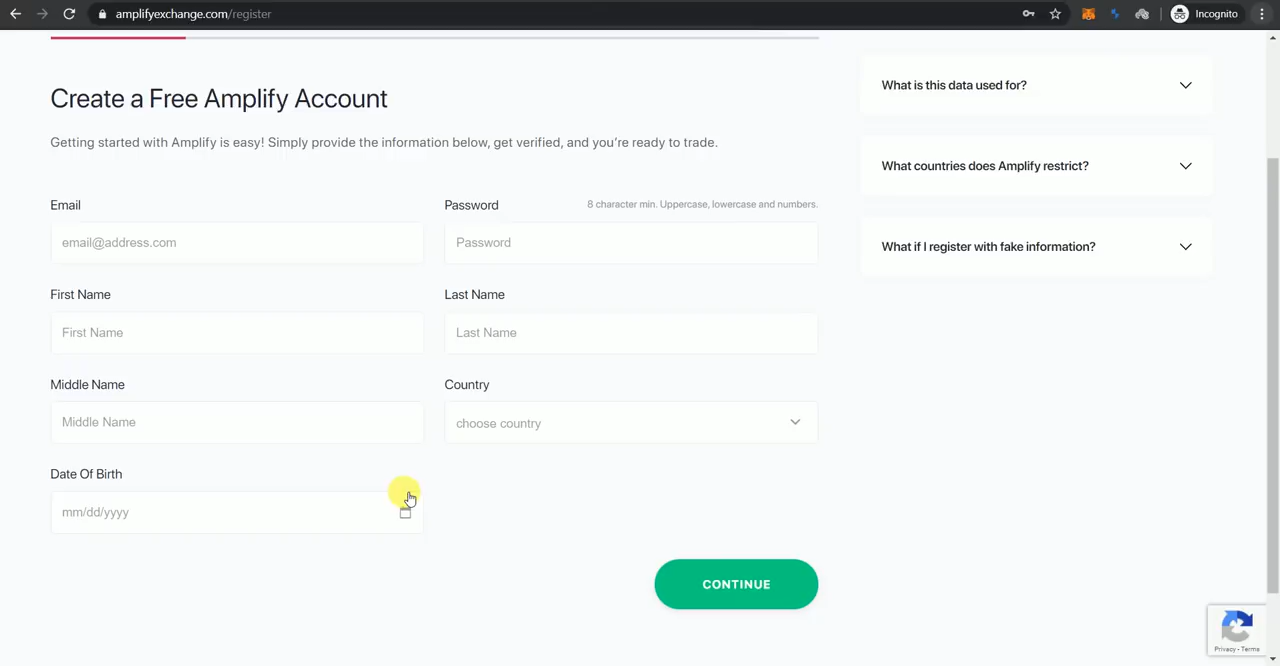 amplifyexchange.com/register
Incognito
Create a Free Amplify Account
Getting started with Amplify is easy! Simply provide the information below, get verified, and you're ready to trade.
Email
Password
8 character min. Uppercase, lowercase and numbers.
email@address.com
Password
First Name
Last Name
First Name
Last Name
Middle Name
Country
Middle Name
choose country
Date Of Birth
mm/dd/yyyy
CONTINUE
What is this data used for?
What countries does Amplify restrict?
What if I register with fake information?
Privacy - Terms